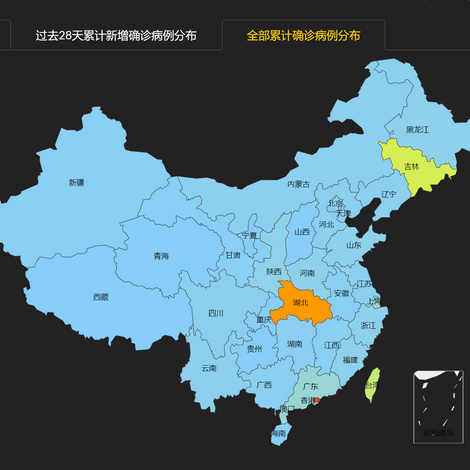 过去28天累计新增确诊病例分布
全部累计确诊病例分布
黑龙江
吉林
新疆
内蒙古
辽宁
北京
天津
河北
山西
宁夏
山东
青海
甘肃
陕西
河南
江苏
安徽
上海
西藏
湖北
四川
重庆
浙江
湖南
江西
贵州
福建
云南
广西
广东
台湾
香港
澳门
海南
南海诸岛